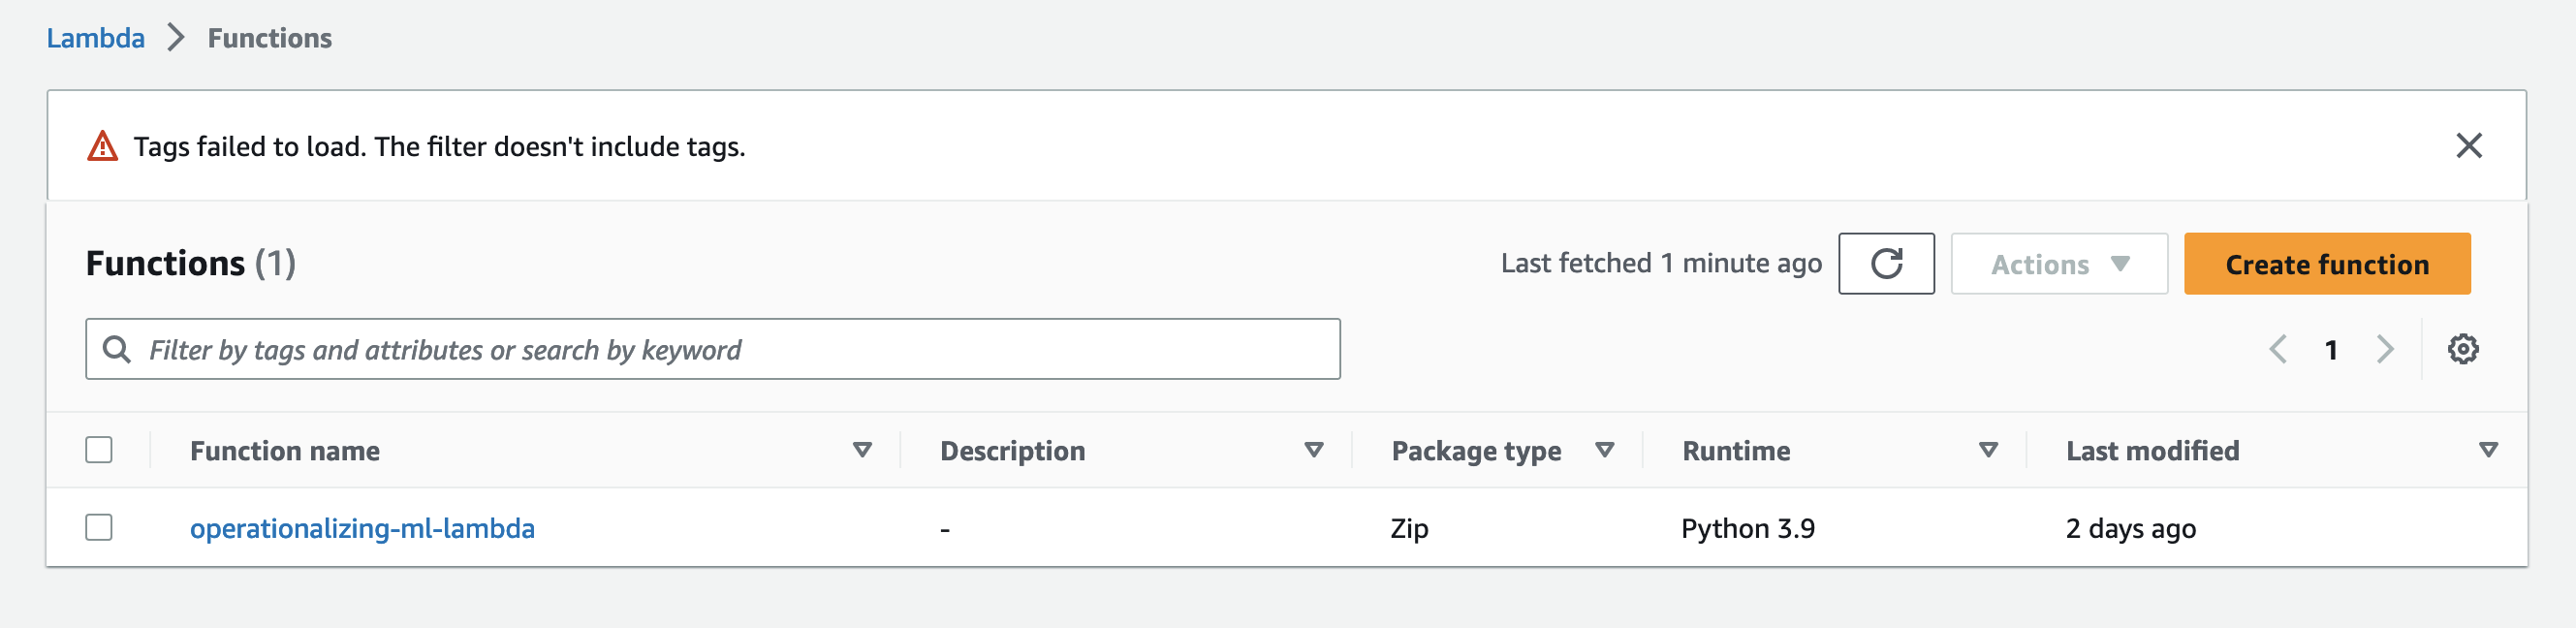 Lambda > Functions
Tags failed to load. The filter doesn't include tags.
Functions (1) Last fetched 1 minute ago Actions Create function
Filter by tags and attributes or search by keyword 1
Function name Description Package type Runtime Last modified
operationalizing-ml-lambda - Zip Python 3.9 2 days ago